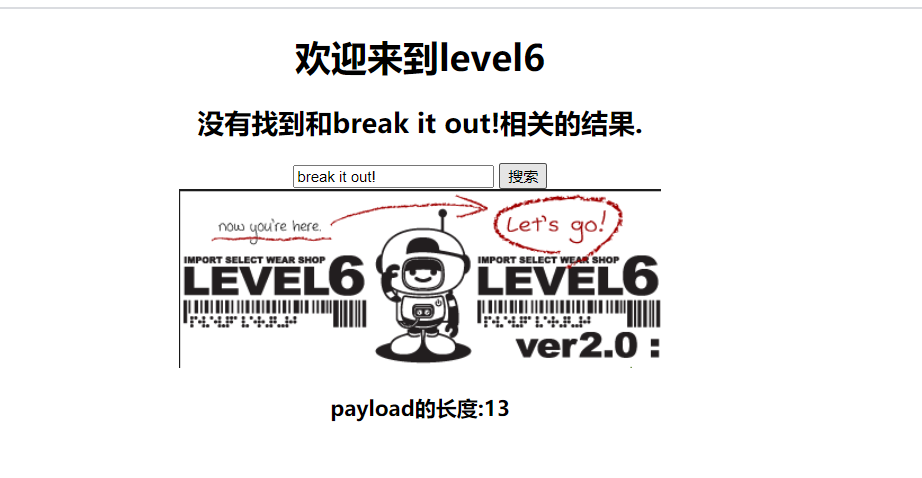 欢迎来到level6
没有找到和break it out!相关的结果.
break it out! 搜索
now you're here.
Let's go!
IMPORT SELECT WEAR SHOP IMPORT SELECT WEAR SHOP
LEVEL6 LEVEL6
ver2.0 :
payload的长度:13